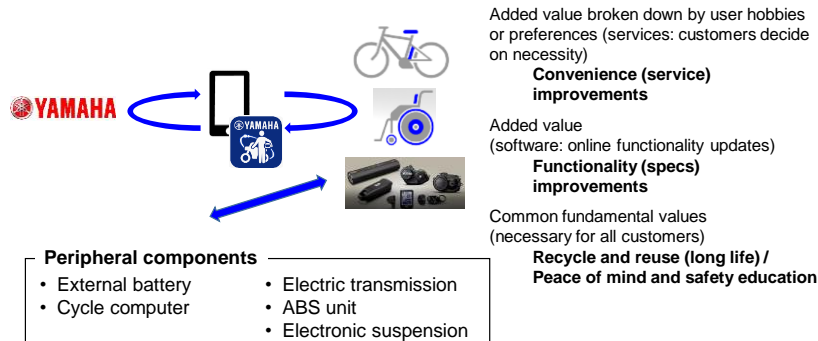 YAMAHA
YAMAHA
Added value broken down by user hobbies
or preferences (services: customers decide
on necessity)
Convenience (service)
improvements
Added value
(software: online functionality updates)
Functionality (specs)
improvements
Common fundamental values
(necessary for all customers)
Recycle and reuse (long life) /
Peace of mind and safety education
Peripheral components
• External battery
• Cycle computer
• Electric transmission
• ABS unit
• Electronic suspension